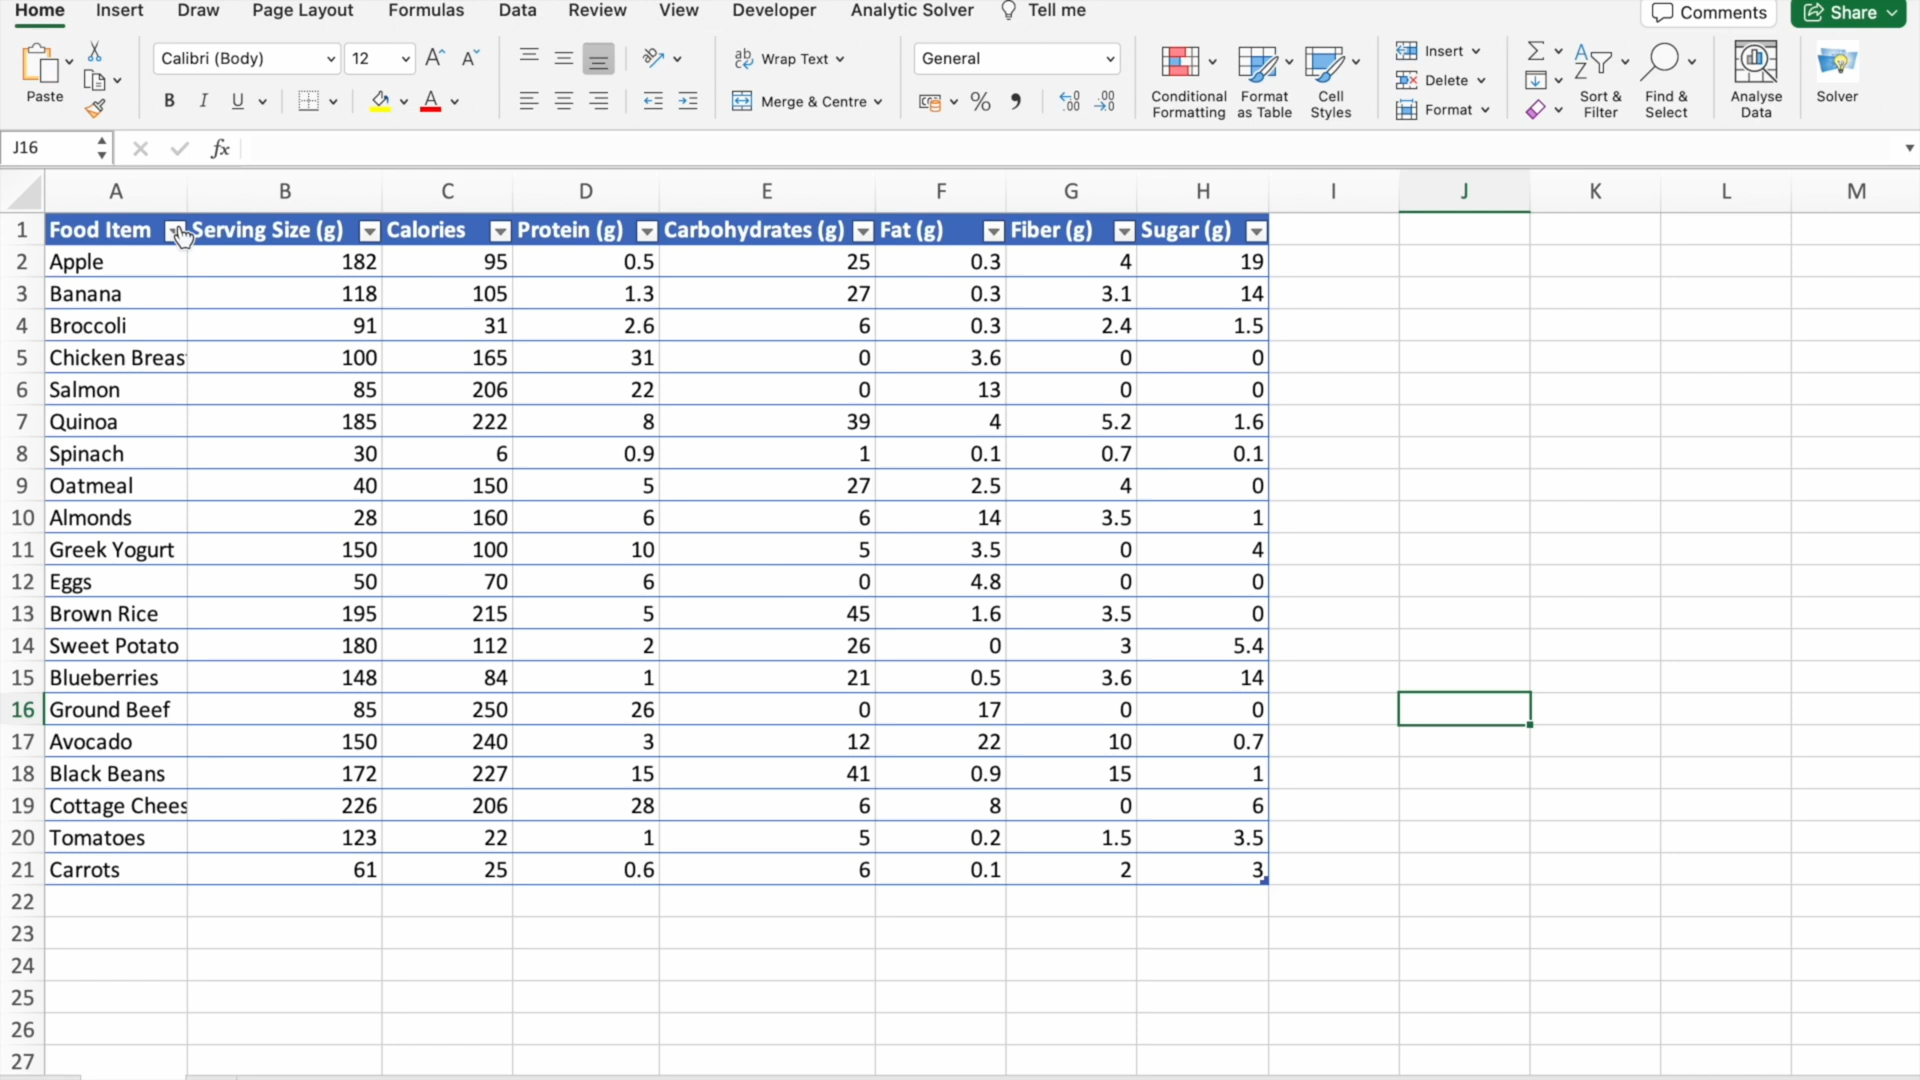 Home Insert Draw Page Layout Formulas Data Review View Developer Analytic Solver Tell me Comments Share
Paste Calibri (Body) 12 A A Wrap Text General Conditional Formatting Format as Table Cell Styles Insert Sort & Filter Find & Select Analyse Data Solver
Delete
B I U A Merge & Centre % Format
J16 fx
A B C D E F G H I J K L M
1 Food Item Serving Size (g) Calories Protein (g) Carbohydrates (g) Fat (g) Fiber (g) Sugar (g)
2 Apple 182 95 0.5 25 0.3 4 19
3 Banana 118 105 1.3 27 0.3 3.1 14
4 Broccoli 91 31 2.6 6 0.3 2.4 1.5
5 Chicken Breas 100 165 31 0 3.6 0 0
6 Salmon 85 206 22 0 13 0 0
7 Quinoa 185 222 8 39 4 5.2 1.6
8 Spinach 30 6 0.9 1 0.1 0.7 0.1
9 Oatmeal 40 150 5 27 2.5 4 0
10 Almonds 28 160 6 6 14 3.5 1
11 Greek Yogurt 150 100 10 5 3.5 0 4
12 Eggs 50 70 6 0 4.8 0 0
13 Brown Rice 195 215 5 45 1.6 3.5 0
14 Sweet Potato 180 112 2 26 0 3 5.4
15 Blueberries 148 84 1 21 0.5 3.6 14
16 Ground Beef 85 250 26 0 17 0 0
17 Avocado 150 240 3 12 22 10 0.7
18 Black Beans 172 227 15 41 0.9 15 1
19 Cottage Chees 226 206 28 6 8 0 6
20 Tomatoes 123 22 1 5 0.2 1.5 3.5
21 Carrots 61 25 0.6 6 0.1 2 3
22
23
24
25
26
27